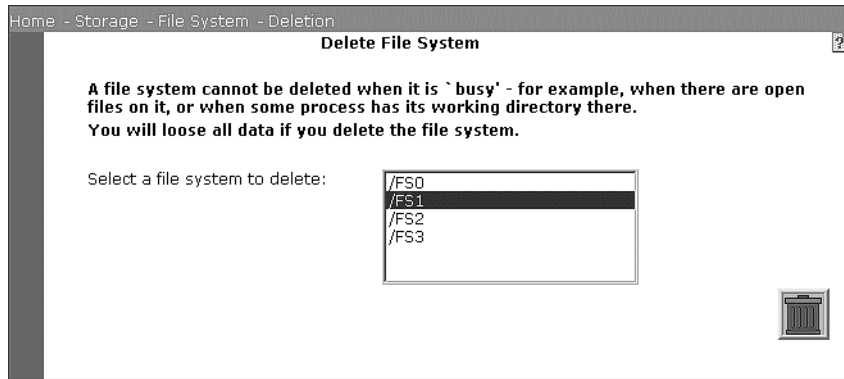 Home - Storage - File System - Deletion
Delete File System
A file system cannot be deleted when it is `busy' - for example, when there are open
files on it, or when some process has its working directory there.
You will loose all data if you delete the file system.
Select a file system to delete:
/FS0
/FS1
/FS2
/FS3